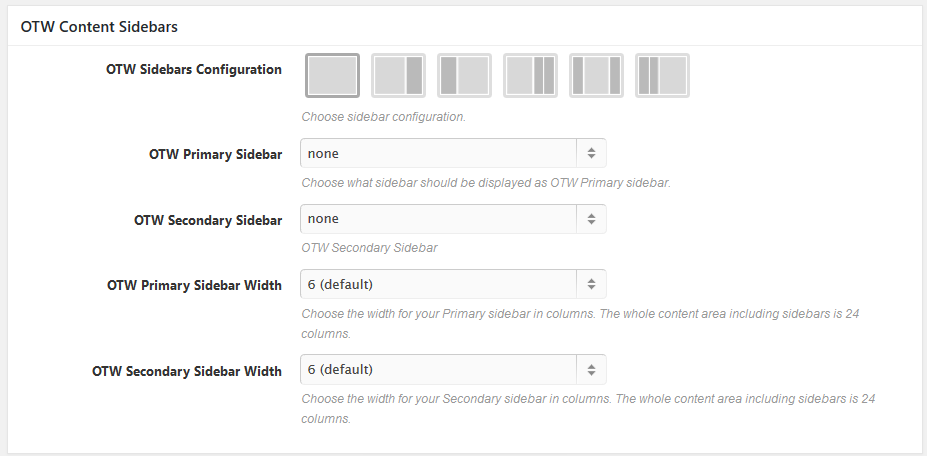 OTW Content Sidebars
OTW Sidebars Configuration
Choose sidebar configuration.
OTW Primary Sidebar
none
Choose what sidebar should be displayed as OTW Primary sidebar.
OTW Secondary Sidebar
none
OTW Secondary Sidebar
OTW Primary Sidebar Width
6 (default)
Choose the width for your Primary sidebar in columns. The whole content area including sidebars is 24
columns.
OTW Secondary Sidebar Width
6 (default)
Choose the width for your Secondary sidebar in columns. The whole content area including sidebars is 24
columns.